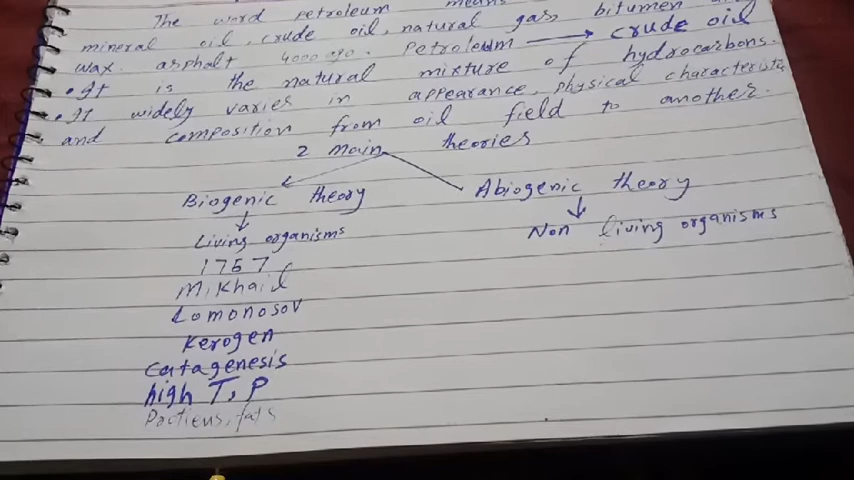 The word petroleum means
mineral oil, crude oil, natural gas, bitumen
wax. asphalt 4000 ago. Petroleum → crude oil
• It is the natural mixture of hydrocarbons.
• It widely varies in appearance, physical characteristics
and composition from oil field to another.
2 main theories
Biogenic theory Abiogenic theory
Living organisms Non living organisms
1757
Mikhail
Lomonosov
Kerogen
Catagenesis
high T, P
fats